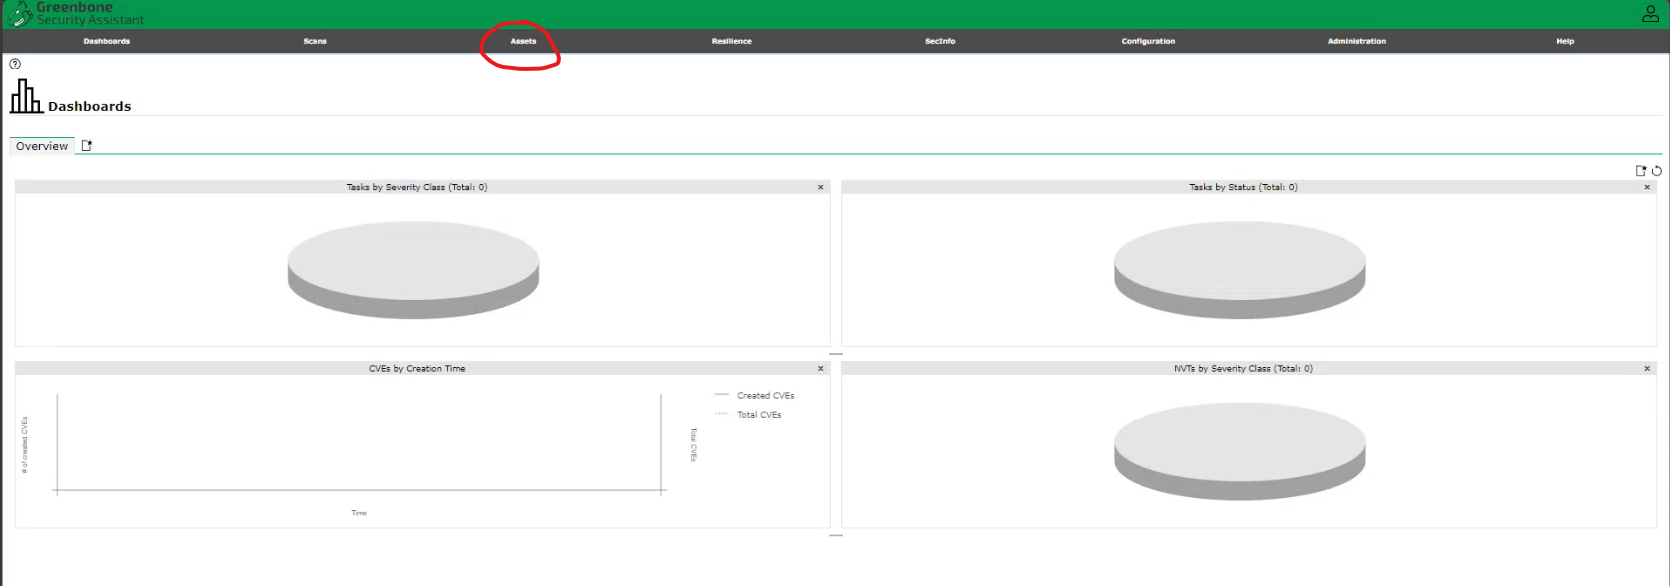 Greenbone
Security Assistant
Dashboards Scans Assets Resilience SecInfo Configuration Administration Help
Dashboards
Overview
Tasks by Severity Class (Total: 0)
Tasks by Status (Total: 0)
CVEs by Creation Time
# of created CVEs
Time
Total CVEs
Created CVEs
Total CVEs
NVTs by Severity Class (Total: 0)